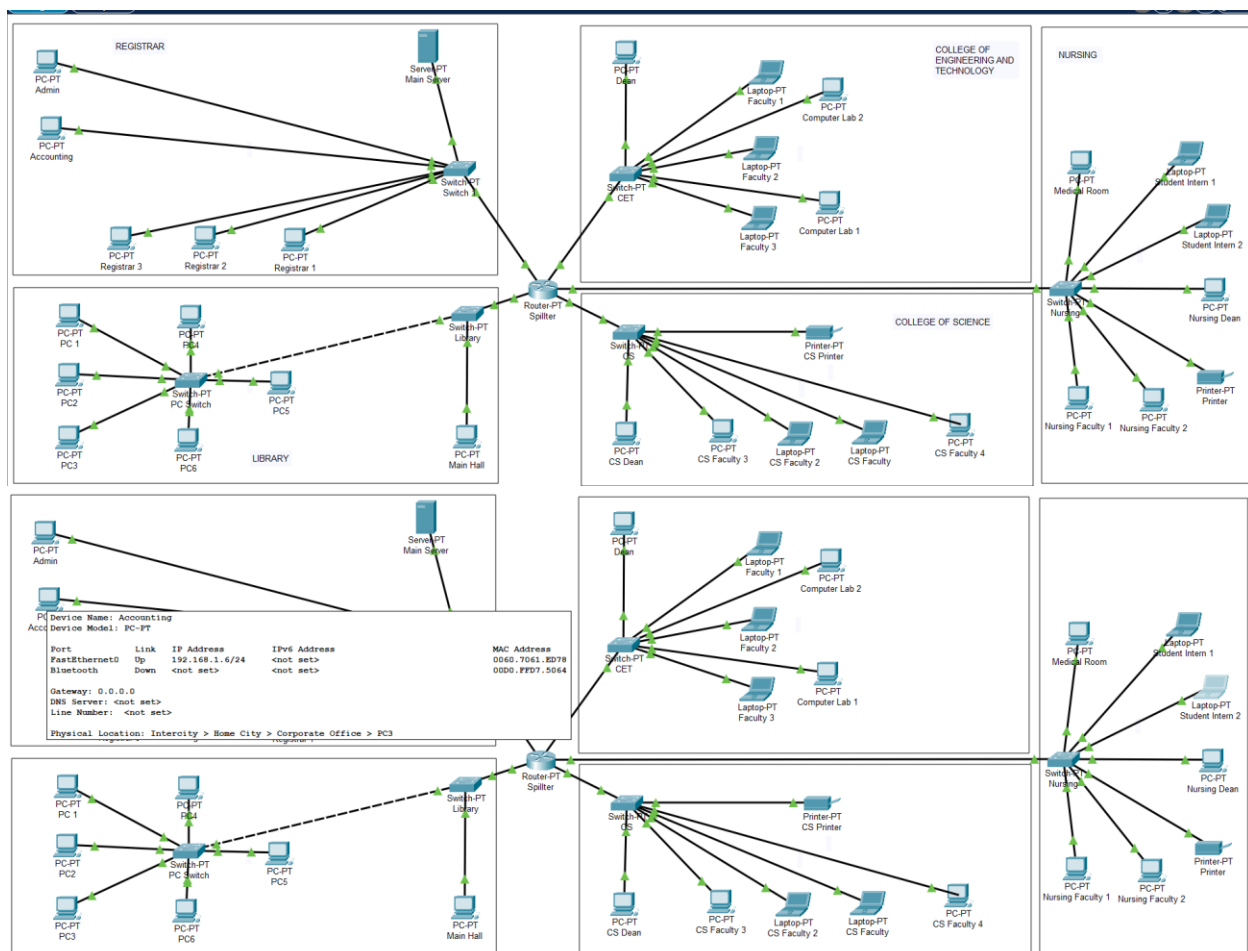 REGISTRAR
Server-PT
Main Server
PC-PT
Admin
PC-PT
Accounting
Switch-PT
Switch
PC-PT
Registrar 3
PC-PT
Registrar 2
PC-PT
Registrar 1
COLLEGE OF
ENGINEERING AND
TECHNOLOGY
PC-PT
Dean
Laptop-PT
Faculty 1
PC-PT
Computer Lab 2
Laptop-PT
Faculty 2
Switch-PT
CET
PC-PT
Computer Lab 1
Laptop-PT
Faculty 3
NURSING
PC-PT
Medical Room
Laptop-PT
Student Intern 1
Laptop-PT
Student Intern 2
PC-PT
Nursing Dean
Switch-PT
Nursing
Printer-PT
Printer
PC-PT
Nursing Faculty 1
PC-PT
Nursing Faculty 2
Router-PT
Spillter
PC-PT
PC 1
PC-PT
PC4
PC-PT
PC2
Switch-PT
PC Switch
PC-PT
PC5
PC-PT
PC3
PC-PT
PC6
LIBRARY
Switch-PT
Library
PC-PT
Main Hall
COLLEGE OF SCIENCE
Switch-PT
CS
Printer-PT
CS Printer
PC-PT
CS Dean
PC-PT
CS Faculty 3
Laptop-PT
CS Faculty 2
Laptop-PT
CS Faculty
PC-PT
CS Faculty 4
Server-PT
Main Server
PC-PT
Admin
Device Name: Accounting
Device Model: PC-PT
Port Link IP Address IPv6 Address MAC Address
FastEthernet0 Up 192.168.1.6/24 <not set> 0060.7061.ED78
Bluetooth Down <not set> <not set> 00D0.FFD7.5064
Gateway: 0.0.0.0
DNS Server: <not set>
Line Number: <not set>
Physical Location: Intercity > Home City > Corporate Office > PC3
PC-PT
Dean
Laptop-PT
Faculty 1
PC-PT
Computer Lab 2
Laptop-PT
Faculty 2
Switch-PT
CET
PC-PT
Computer Lab 1
Laptop-PT
Faculty 3
PC-PT
Medical Room
Laptop-PT
Student Intern 1
Laptop-PT
Student Intern 2
PC-PT
Nursing Dean
Switch-PT
Nursing
Printer-PT
Printer
PC-PT
Nursing Faculty 1
PC-PT
Nursing Faculty 2
Router-PT
Spillter
PC-PT
PC 1
PC-PT
PC4
PC-PT
PC2
Switch-PT
PC Switch
PC-PT
PC5
PC-PT
PC3
PC-PT
PC6
Switch-PT
Library
PC-PT
Main Hall
Switch-PT
CS
Printer-PT
CS Printer
PC-PT
CS Dean
PC-PT
CS Faculty 3
Laptop-PT
CS Faculty 2
Laptop-PT
CS Faculty
PC-PT
CS Faculty 4